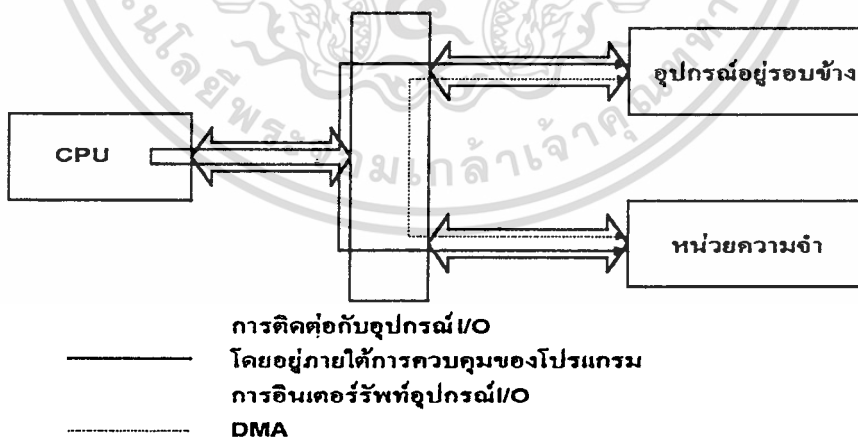 อุปกรณ์อยู่รอบข้าง
CPU
หน่วยความจำ
การติดต่อกับอุปกรณ์ I/O
โดยอยู่ภายใต้การควบคุมของโปรแกรม
การอินเตอร์รัพท์อุปกรณ์I/O
DMA